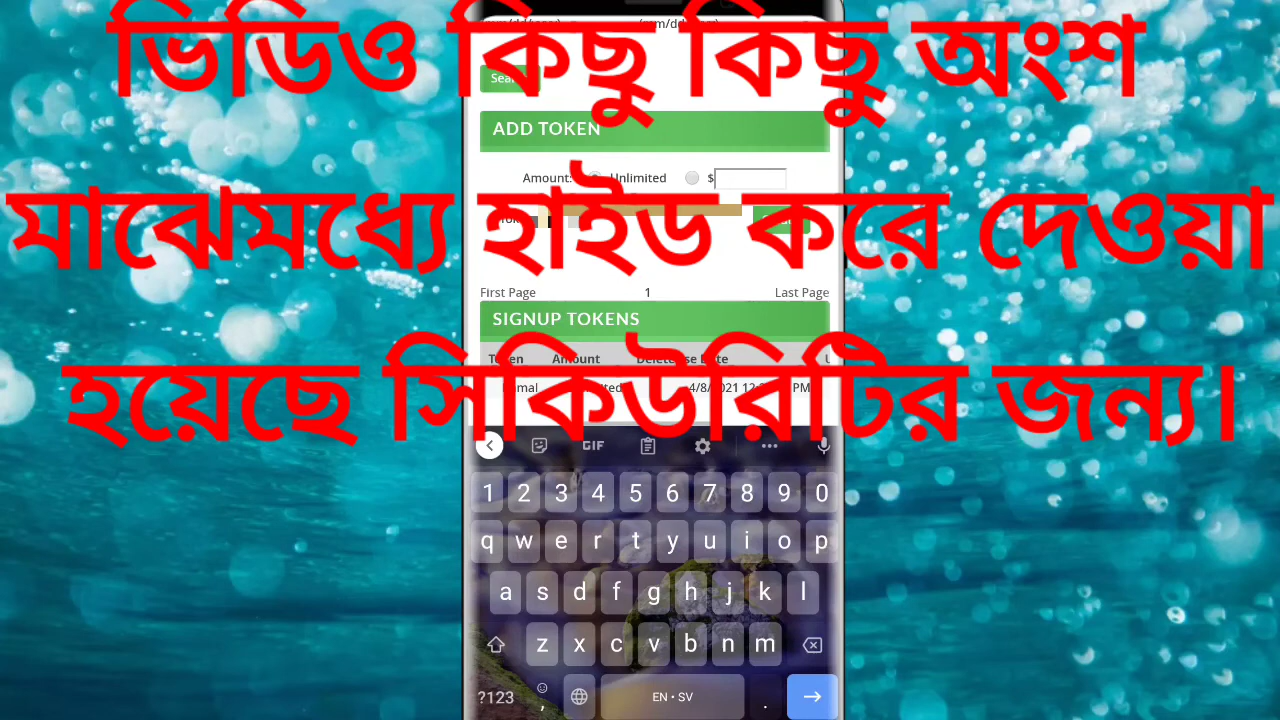 ভিডিও কিছু কিছু অংশ
ADD TOKEN
Amount: Unlimited $
মাঝেমধ্যে হাইড করে দেওয়া
First Page 1 Last Page
SIGNUP TOKENS
Token Amount Date
হয়েছে সিকিউরিটির জন্য।
GIF
1 2 3 4 5 6 7 8 9 0
q w e r t y u i o p
a s d f g h j k l
z x c v b n m
?123 , EN • SV .